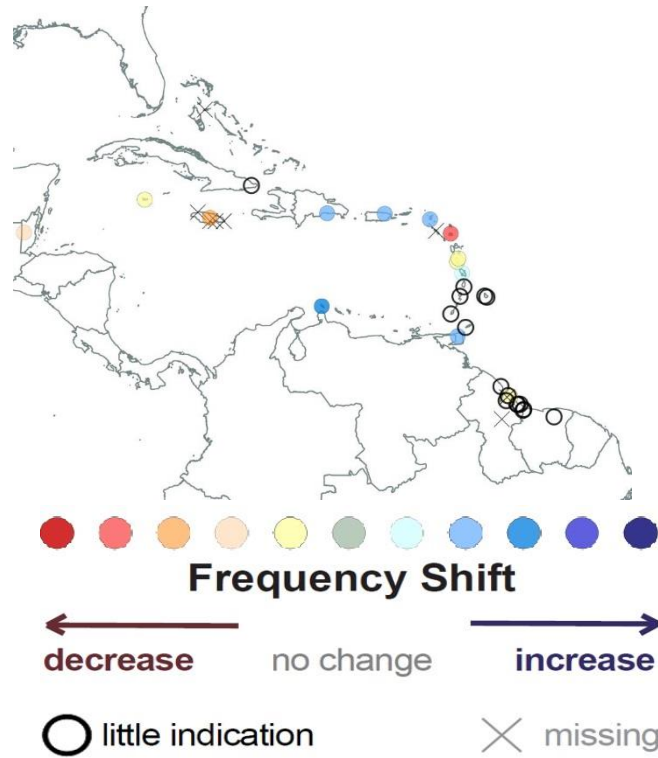 Frequency Shift
decrease no change increase
little indication missing